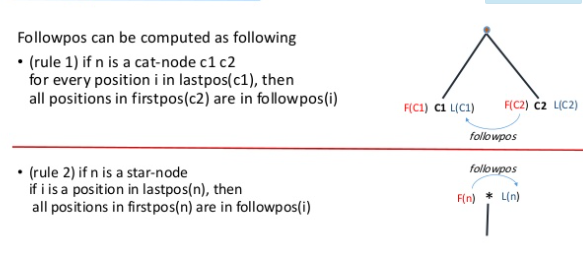 Followpos can be computed as following
• (rule 1) if n is a cat-node c1 c2
for every position i in lastpos(c1), then
all positions in firstpos(c2) are in followpos(i)
F(C1) C1 L(C1) F(C2) C2 L(C2)
followpos
• (rule 2) if n is a star-node
if i is a position in lastpos(n), then
all positions in firstpos(n) are in followpos(i)
followpos
F(n) * L(n)